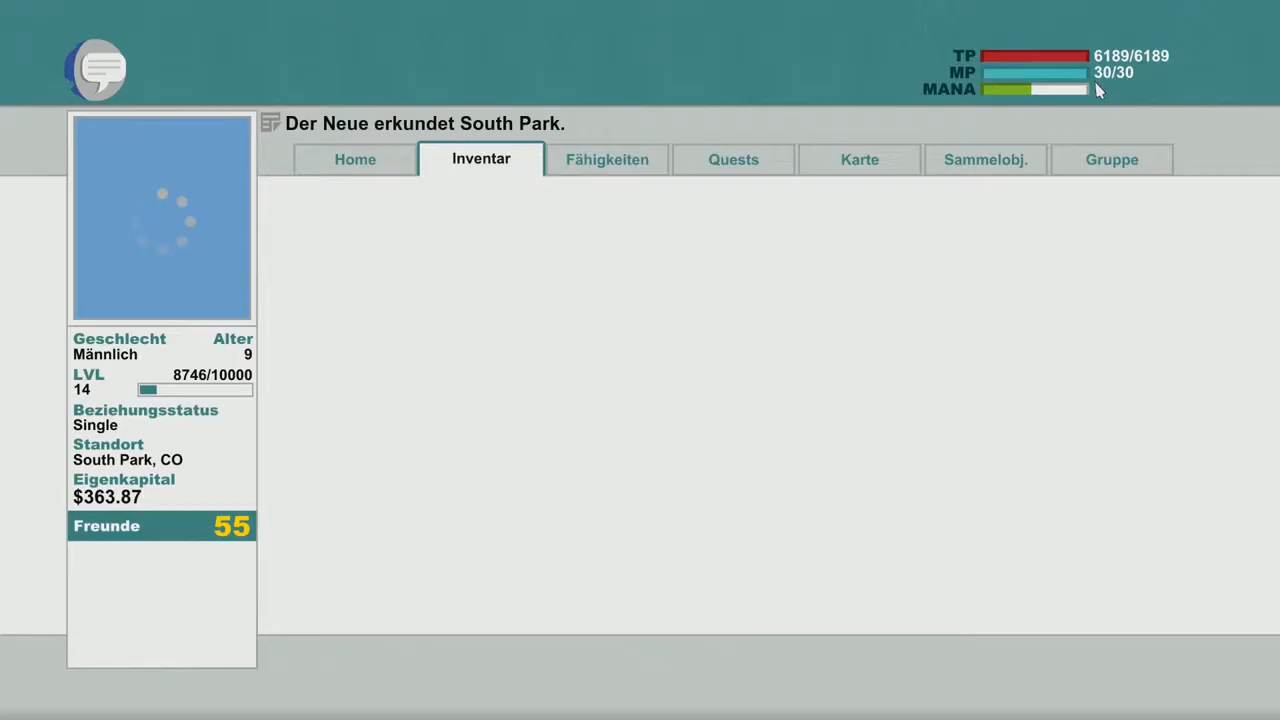 TP 6189/6189
MP 30/30
MANA
Der Neue erkundet South Park.
Home Inventar Fähigkeiten Quests Karte Sammelobj. Gruppe
Geschlecht Alter
Männlich 9
LVL 8746/10000
14
Beziehungsstatus
Single
Standort
South Park, CO
Eigenkapital
$363.87
Freunde 55